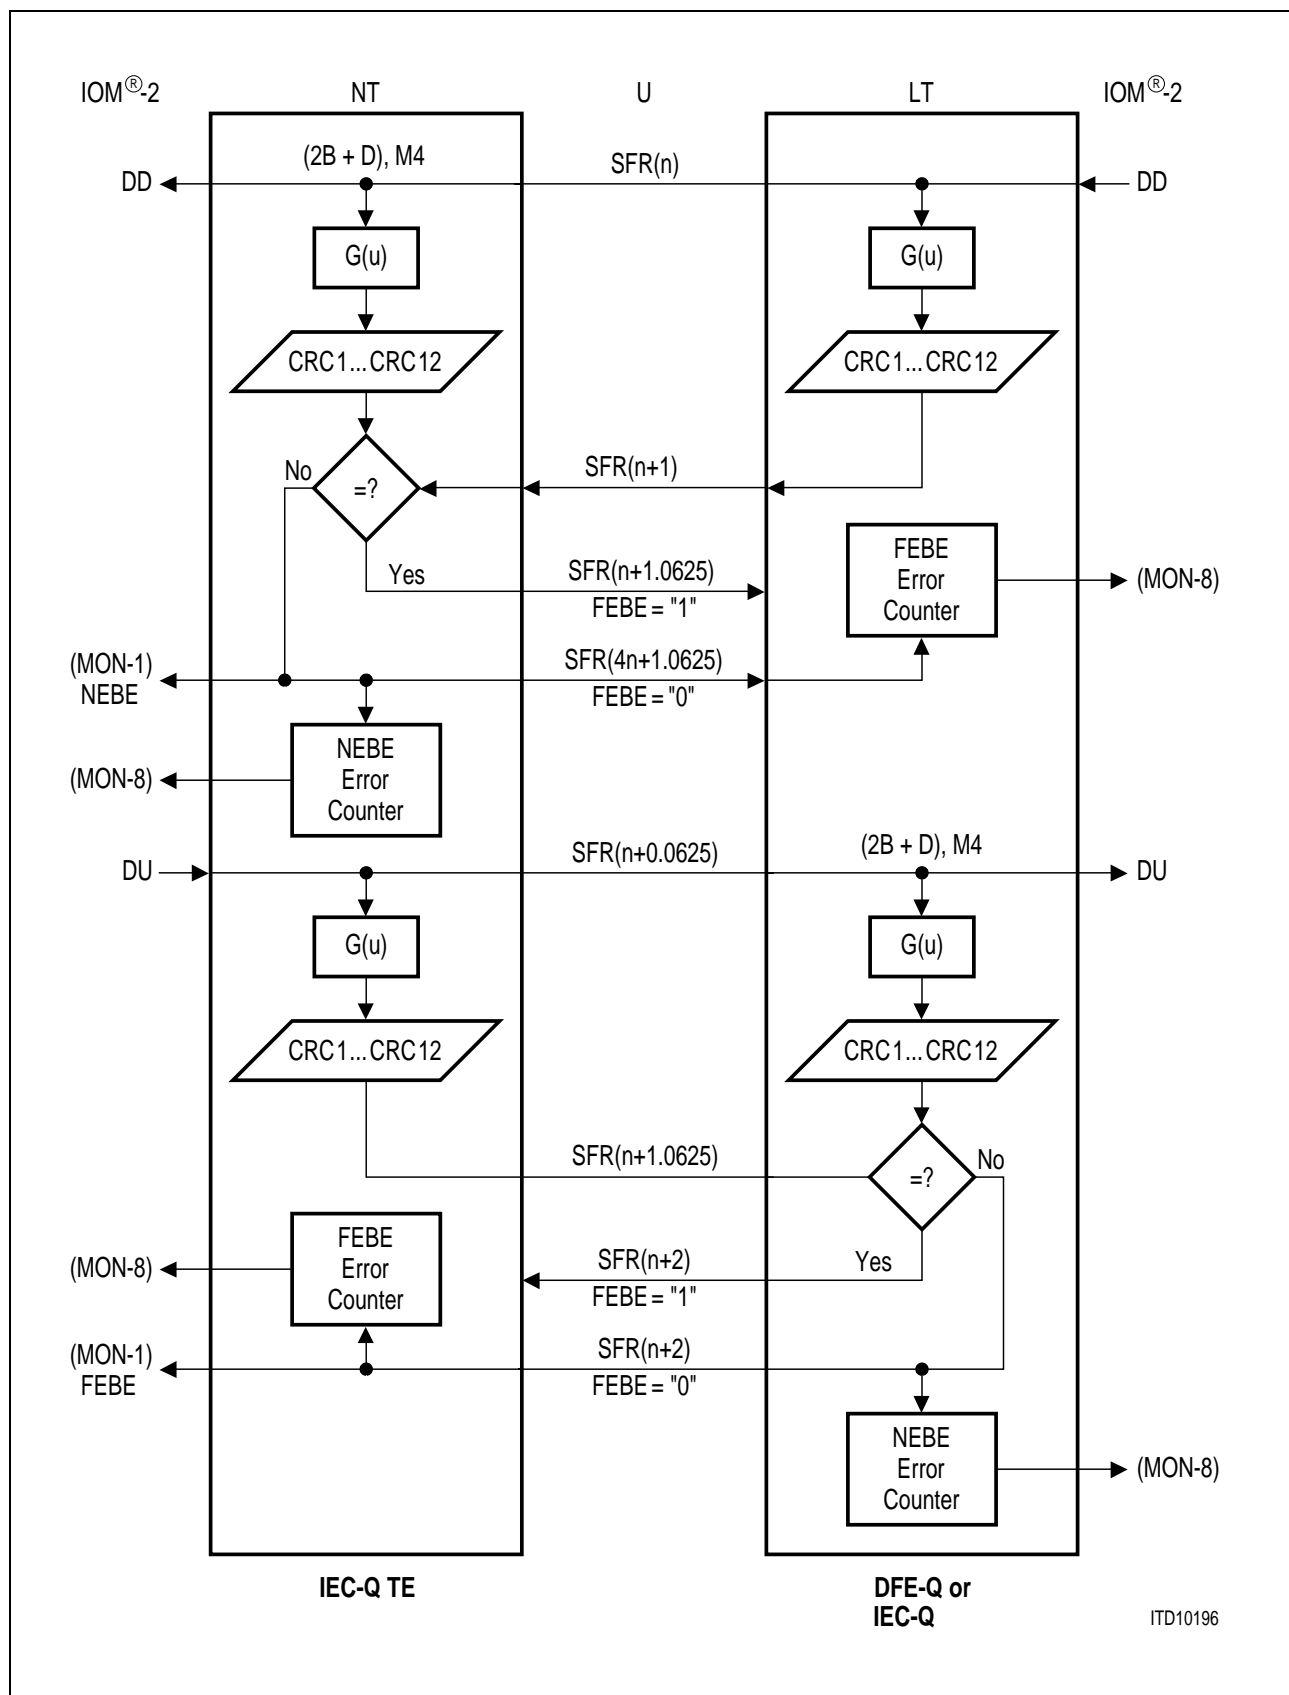 IOM®-2 NT U LT IOM®-2
(2B + D), M4
SFR(n)
DD
DD
G(u)
G(u)
CRC1...CRC12
CRC1...CRC12
No
=?
SFR(n+1)
Yes
SFR(n+1.0625)
FEBE = "1"
FEBE
Error
Counter
(MON-8)
(MON-1)
NEBE
SFR(4n+1.0625)
FEBE = "0"
NEBE
Error
Counter
(MON-8)
DU
SFR(n+0.0625)
(2B + D), M4
DU
G(u)
G(u)
CRC1...CRC12
CRC1...CRC12
SFR(n+1.0625)
=?
No
Yes
FEBE
Error
Counter
(MON-8)
SFR(n+2)
FEBE = "1"
(MON-1)
FEBE
SFR(n+2)
FEBE = "0"
NEBE
Error
Counter
(MON-8)
IEC-Q TE
DFE-Q or
IEC-Q
ITD10196